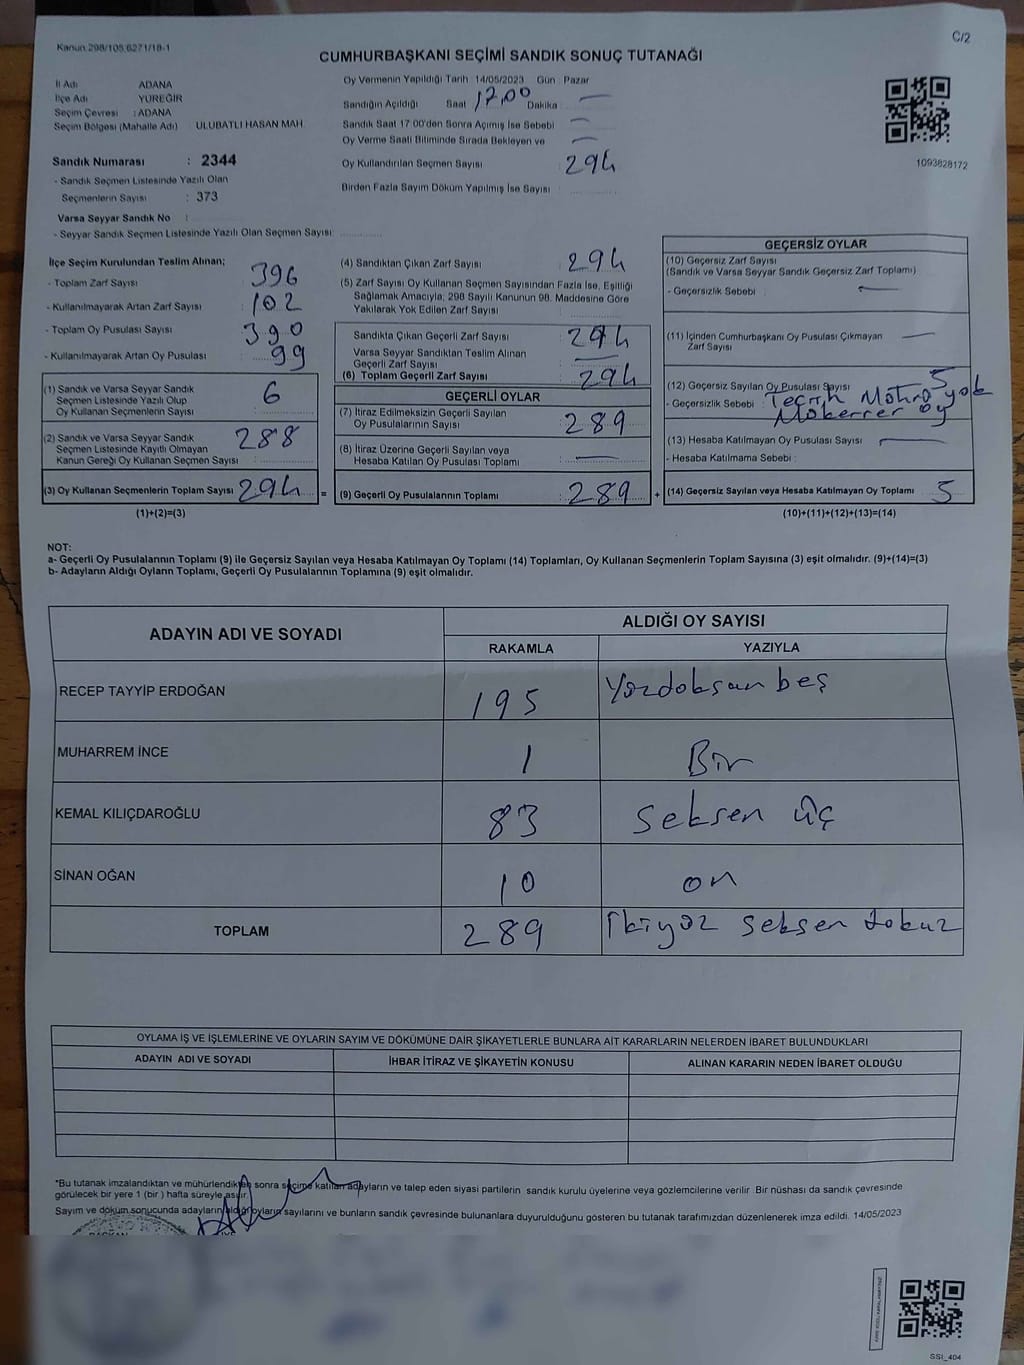 Kanun.298/105.6271/18-1
C/2
CUMHURBAŞKANI SEÇİMİ SANDIK SONUÇ TUTANAĞI
İl Adı ADANA
İlçe Adı YÜREĞİR
Seçim Çevresi : ADANA
Seçim Bölgesi (Mahalle Adı) : ULUBATLI HASAN MAH.
Sandık Numarası : 2344
- Sandık Seçmen Listesinde Yazılı Olan
Seçmenlerin Sayısı : 373
Varsa Seyyar Sandık No :
- Seyyar Sandık Seçmen Listesinde Yazılı Olan Seçmen Sayısı:
Oy Vermenin Yapıldığı Tarih : 14/05/2023 Gün : Pazar
Sandığın Açıldığı Saat 17,00 Dakika : —
Sandık Saat 17:00'den Sonra Açılmış İse Sebebi : —
Oy Verme Saati Bitiminde Sırada Bekleyen ve —
Oy Kullandırılan Seçmen Sayısı : 294
Birden Fazla Sayım Döküm Yapılmış İse Sayısı :
1093628172
İlçe Seçim Kurulundan Teslim Alınan;
- Toplam Zarf Sayısı : 396
- Kullanılmayarak Artan Zarf Sayısı : 102
- Toplam Oy Pusulası Sayısı : 390
- Kullanılmayarak Artan Oy Pusulası : 99
(1) Sandık ve Varsa Seyyar Sandık
Seçmen Listesinde Yazılı Olup
Oy Kullanan Seçmenlerin Sayısı : 6
(2) Sandık ve Varsa Seyyar Sandık
Seçmen Listesinde Kayıtlı Olmayan
Kanun Gereği Oy Kullanan Seçmen Sayısı : 288
(3) Oy Kullanan Seçmenlerin Toplam Sayısı : 294 =
(1)+(2)=(3)
(4) Sandıktan Çıkan Zarf Sayısı : 294
(5) Zarf Sayısı Oy Kullanan Seçmen Sayısından Fazla İse, Eşitliği
Sağlamak Amacıyla; 298 Sayılı Kanunun 98. Maddesine Göre
Yakılarak Yok Edilen Zarf Sayısı :
Sandıkta Çıkan Geçerli Zarf Sayısı : 294
Varsa Seyyar Sandıktan Teslim Alınan
Geçerli Zarf Sayısı : —
(6) Toplam Geçerli Zarf Sayısı : 294
GEÇERLİ OYLAR
(7) İtiraz Edilmeksizin Geçerli Sayılan
Oy Pusulalarının Sayısı : 289
(8) İtiraz Üzerine Geçerli Sayılan veya
Hesaba Katılan Oy Pusulası Toplamı : —
(9) Geçerli Oy Pusulalarının Toplamı : 289 +
GEÇERSİZ OYLAR
(10) Geçersiz Zarf Sayısı
(Sandık ve Varsa Seyyar Sandık Geçersiz Zarf Toplamı)
- Geçersizlik Sebebi : —
(11) İçinden Cumhurbaşkanı Oy Pusulası Çıkmayan
Zarf Sayısı : —
(12) Geçersiz Sayılan Oy Pusulası Sayısı : 5
- Geçersizlik Sebebi : Tercih Mührü yok
Mükerrer oy
(13) Hesaba Katılmayan Oy Pusulası Sayısı : —
- Hesaba Katılmama Sebebi :
(14) Geçersiz Sayılan veya Hesaba Katılmayan Oy Toplamı : 5
(10)+(11)+(12)+(13)=(14)
NOT:
a- Geçerli Oy Pusulalarının Toplamı (9) ile Geçersiz Sayılan veya Hesaba Katılmayan Oy Toplamı (14) Toplamları, Oy Kullanan Seçmenlerin Toplam Sayısına (3) eşit olmalıdır. (9)+(14)=(3)
b- Adayların Aldığı Oyların Toplamı, Geçerli Oy Pusulalarının Toplamına (9) eşit olmalıdır.
ADAYIN ADI VE SOYADI
ALDIĞI OY SAYISI
RAKAMLA YAZIYLA
RECEP TAYYİP ERDOĞAN 195 Yüzdoksan beş
MUHARREM İNCE 1 Bir
KEMAL KILIÇDAROĞLU 83 Seksen üç
SİNAN OĞAN 10 on
TOPLAM 289 İkiyüz seksen dokuz
OYLAMA İŞ VE İŞLEMLERİNE VE OYLARIN SAYIM VE DÖKÜMÜNE DAİR ŞİKAYETLERLE BUNLARA AİT KARARLARIN NELERDEN İBARET BULUNDUKLARI
ADAYIN ADI VE SOYADI İHBAR İTİRAZ VE ŞİKAYETİN KONUSU ALINAN KARARIN NEDEN İBARET OLDUĞU
*Bu tutanak imzalandıktan ve mühürlendikten sonra seçime katılan adayların ve talep eden siyasi partilerin sandık kurulu üyelerine veya gözlemcilerine verilir. Bir nüshası da sandık çevresinde
görülecek bir yere 1 (bir) hafta süreyle asılır.
Sayım ve döküm sonucunda adayların aldığı oyların sayılarını ve bunların sandık çevresinde bulunanlara duyurulduğunu gösteren bu tutanak tarafımızdan düzenlenerek imza edildi. 14/05/2023
BAŞKAN
SSI_404